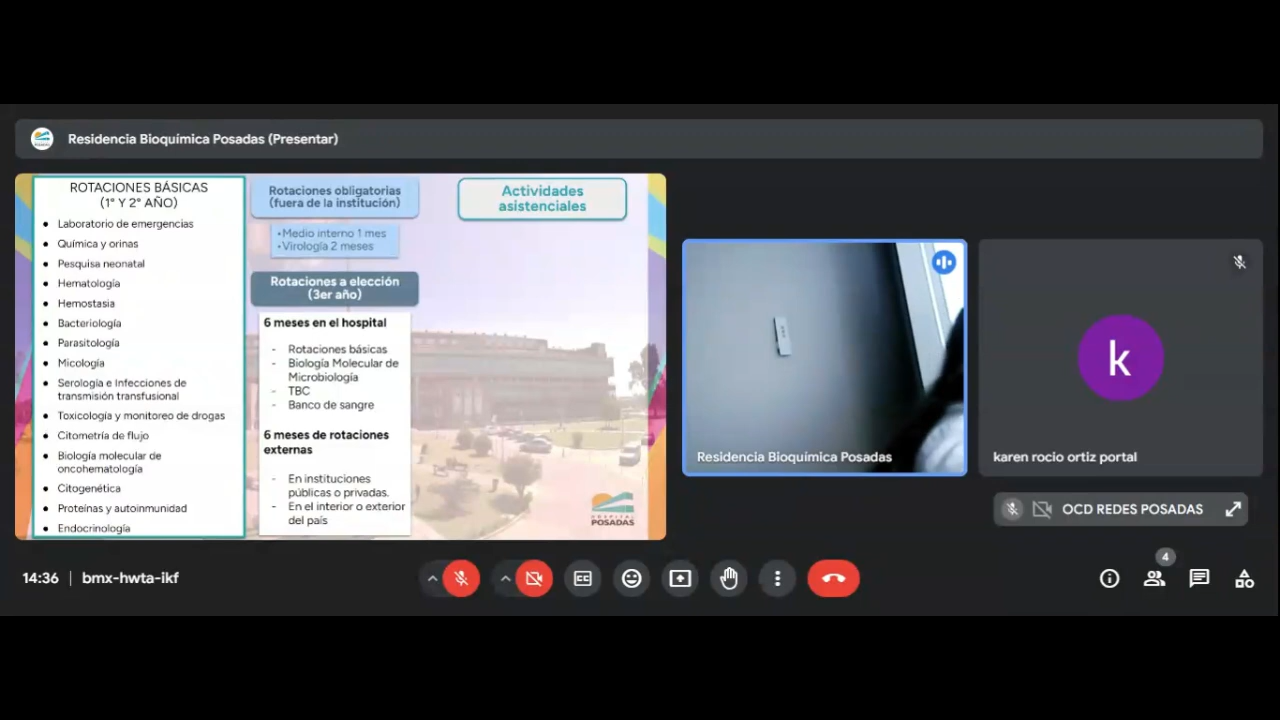 Residencia Bioquímica Posadas (Presentar)
ROTACIONES BÁSICAS
(1° Y 2° AÑO)
● Laboratorio de emergencias
● Química y orinas
● Pesquisa neonatal
● Hematología
● Hemostasia
● Bacteriología
● Parasitología
● Micología
● Serología e Infecciones de
transmisión transfusional
● Toxicología y monitoreo de drogas
● Citometría de flujo
● Biología molecular de
oncohematología
● Citogenética
● Proteínas y autoinmunidad
● Endocrinología
Rotaciones obligatorias
(fuera de la institución)
•Medio interno 1 mes
•Virología 2 meses
Rotaciones a elección
(3er año)
6 meses en el hospital
- Rotaciones básicas
- Biología Molecular de
Microbiología
- TBC
- Banco de sangre
6 meses de rotaciones
externas
- En instituciones
públicas o privadas.
- En el interior o exterior
del país
Actividades
asistenciales
HOSPITAL
POSADAS
Residencia Bioquímica Posadas
k
karen rocio ortiz portal
OCD REDES POSADAS
14:36 | bmx-hwta-ikf
4